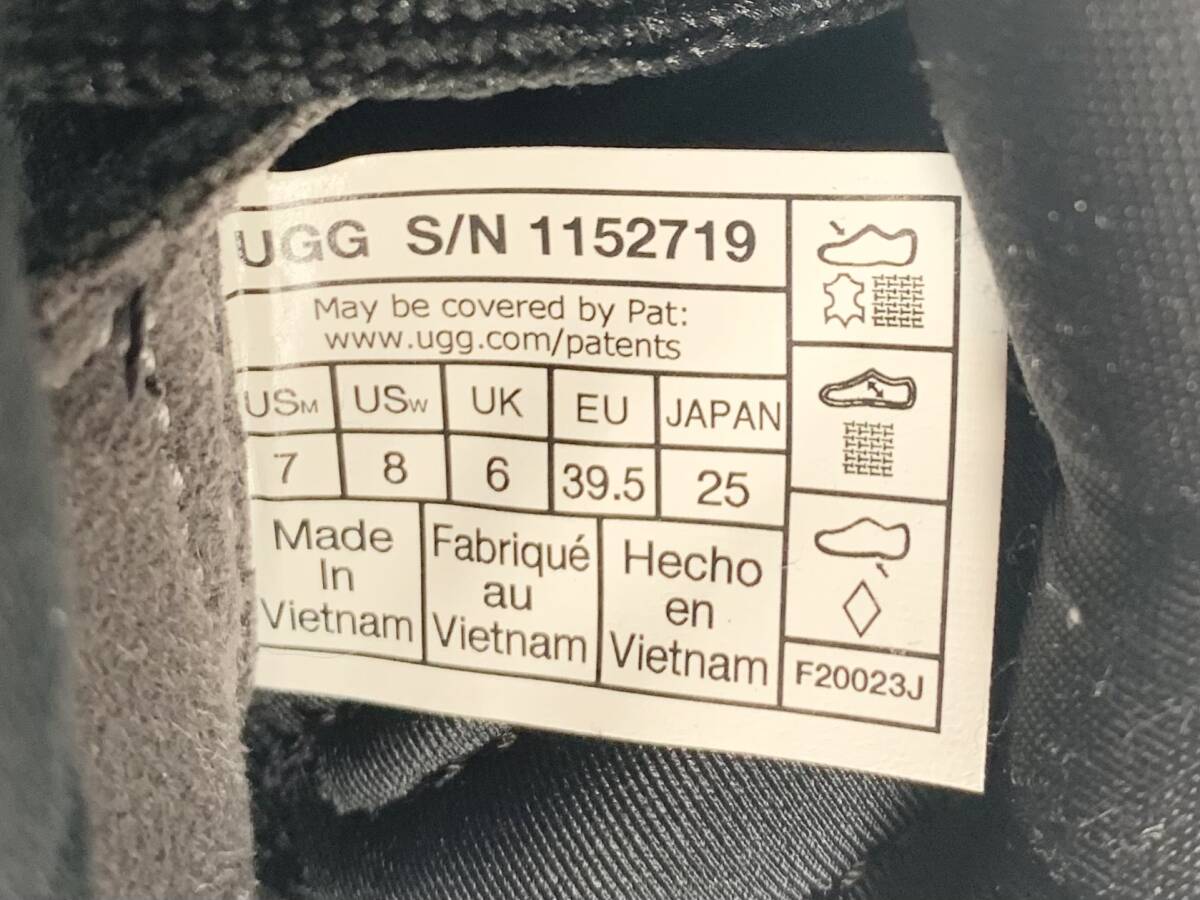 UGG S/N 1152719
May be covered by Pat:
www.ugg.com/patents
USM USW UK EU JAPAN
7 8 6 39.5 25
Made
In
Vietnam
Fabriqué
au
Vietnam
Hecho
en
Vietnam
F20023J